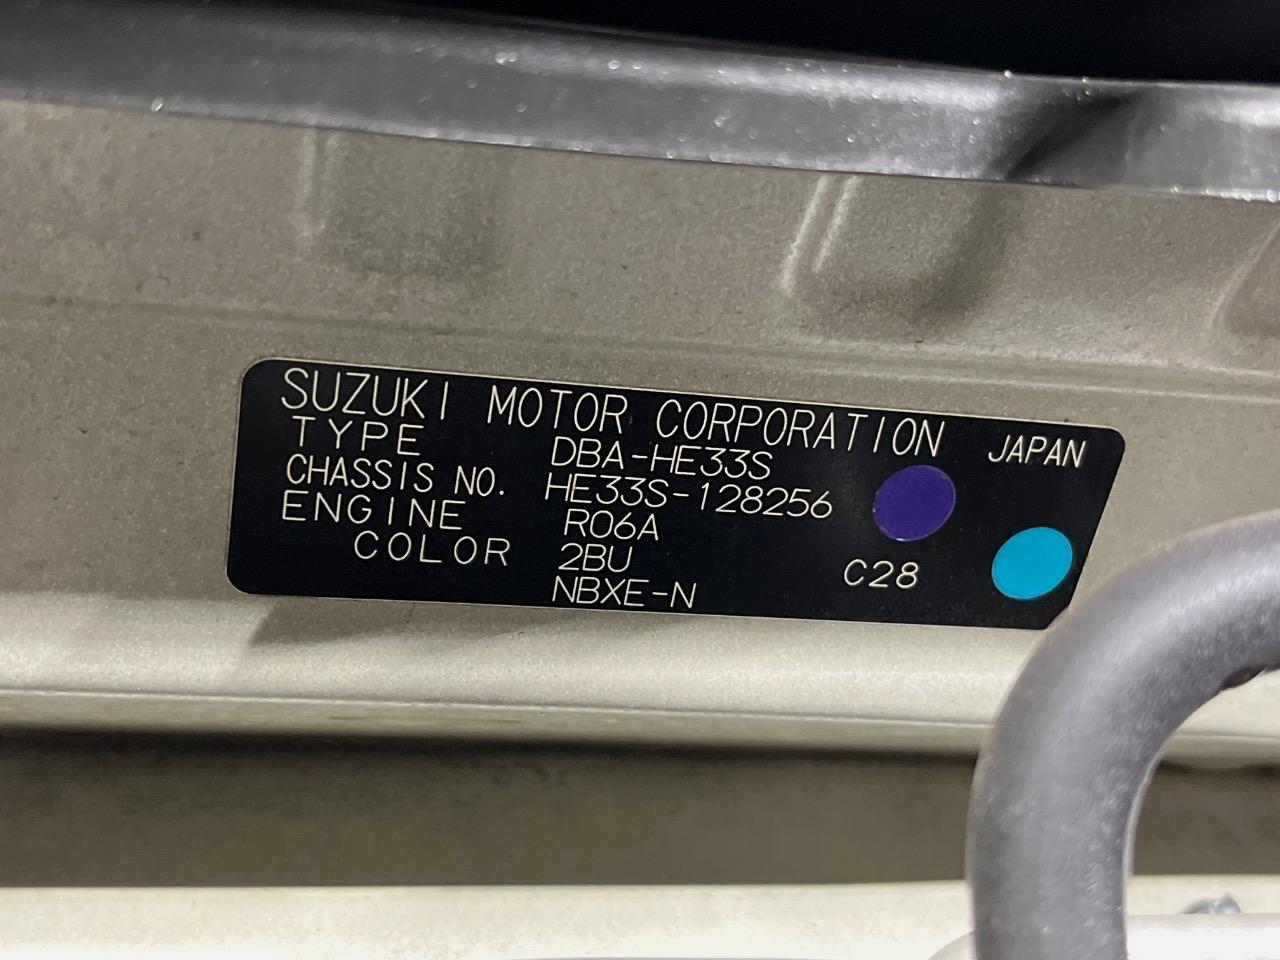 SUZUKI MOTOR CORPORATION JAPAN
TYPE DBA-HE33S
CHASSIS NO. HE33S-128256
ENGINE R06A
COLOR 2BU C28
NBXE-N